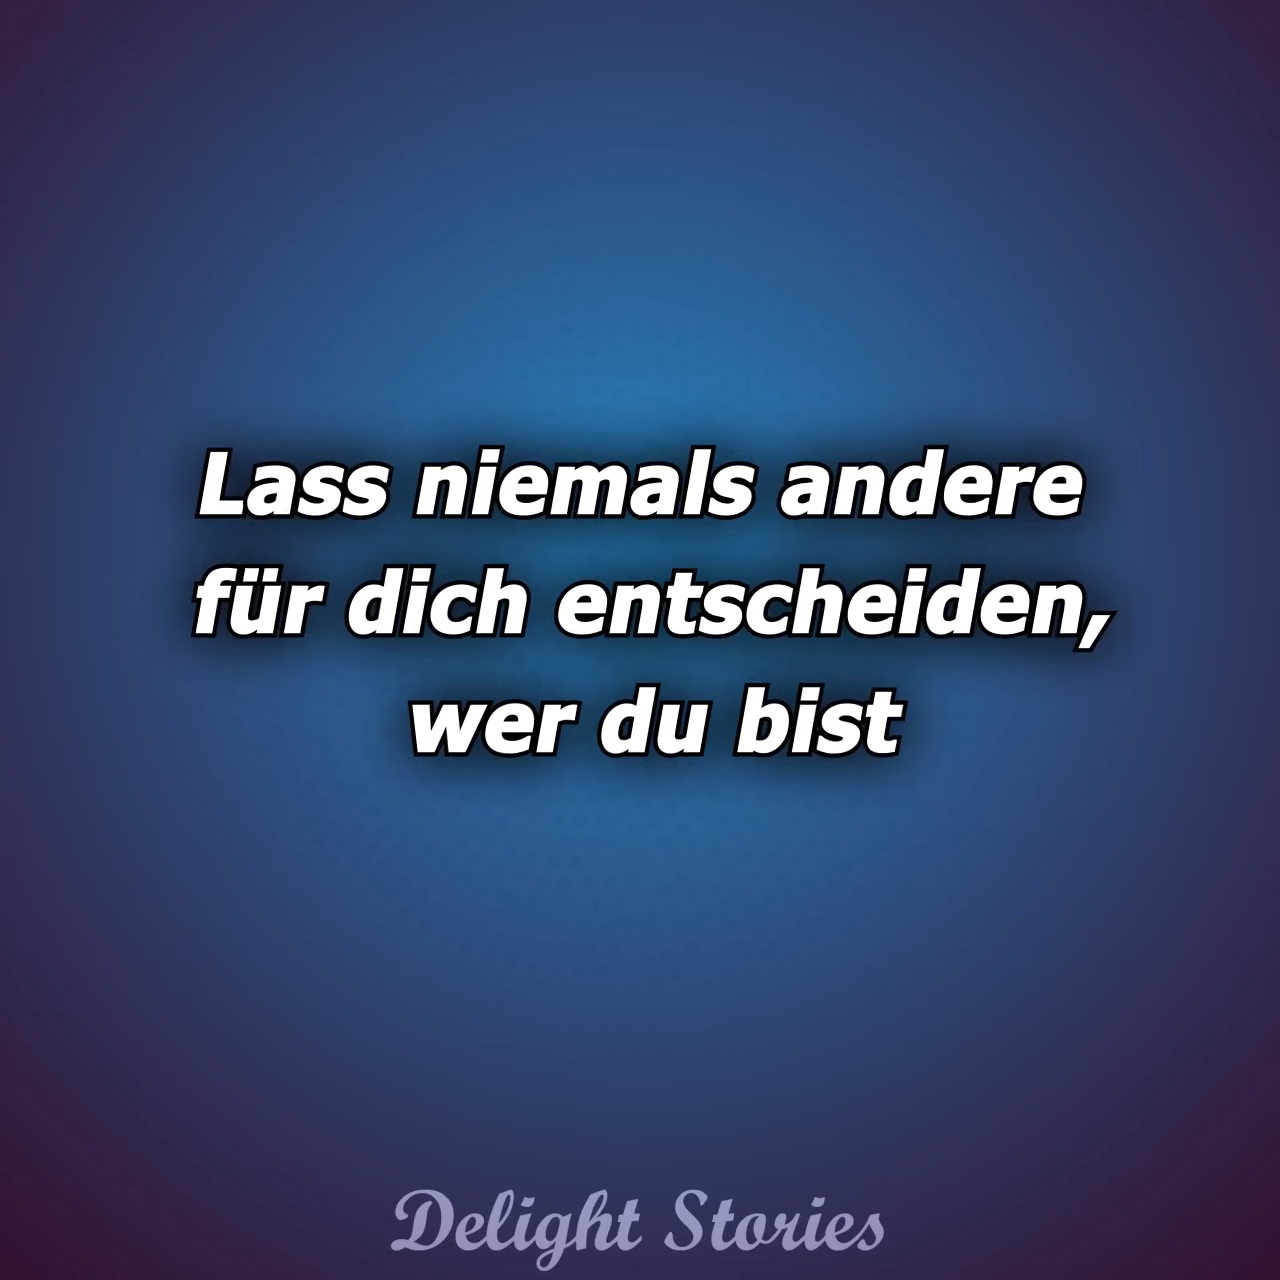 Lass niemals andere
für dich entscheiden,
wer du bist
Delight Stories